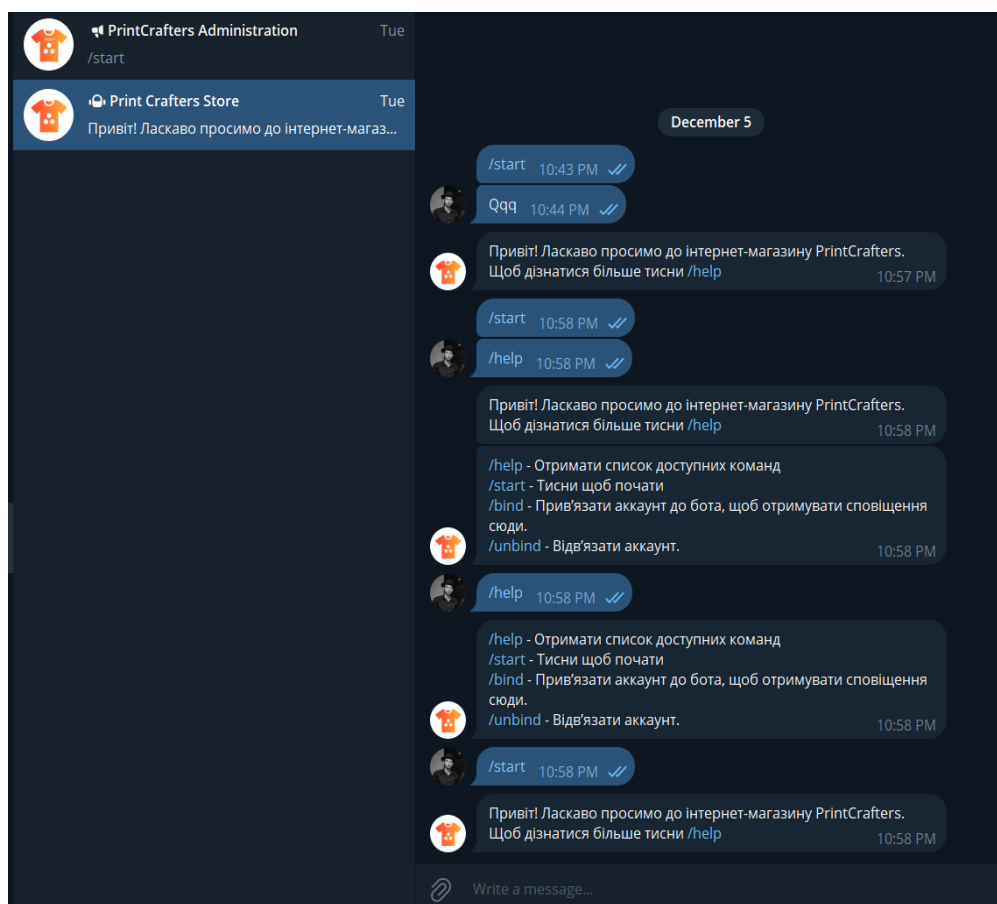 PrintCrafters Administration
Tue
/start
Print Crafters Store
Tue
Привіт! Ласкаво просимо до інтернет-магаз...
December 5
/start 10:43 PM
Qqq 10:44 PM
Привіт! Ласкаво просимо до інтернет-магазину PrintCrafters.
Щоб дізнатися більше тисни /help
10:57 PM
/start 10:58 PM
/help 10:58 PM
Привіт! Ласкаво просимо до інтернет-магазину PrintCrafters.
Щоб дізнатися більше тисни /help
10:58 PM
/help - Отримати список доступних команд
/start - Тисни щоб почати
/bind - Прив’язати аккаунт до бота, щоб отримувати сповіщення
сюди.
/unbind - Відв’язати аккаунт.
10:58 PM
/help 10:58 PM
/help - Отримати список доступних команд
/start - Тисни щоб почати
/bind - Прив’язати аккаунт до бота, щоб отримувати сповіщення
сюди.
/unbind - Відв’язати аккаунт.
10:58 PM
/start 10:58 PM
Привіт! Ласкаво просимо до інтернет-магазину PrintCrafters.
Щоб дізнатися більше тисни /help
10:58 PM
Write a message...